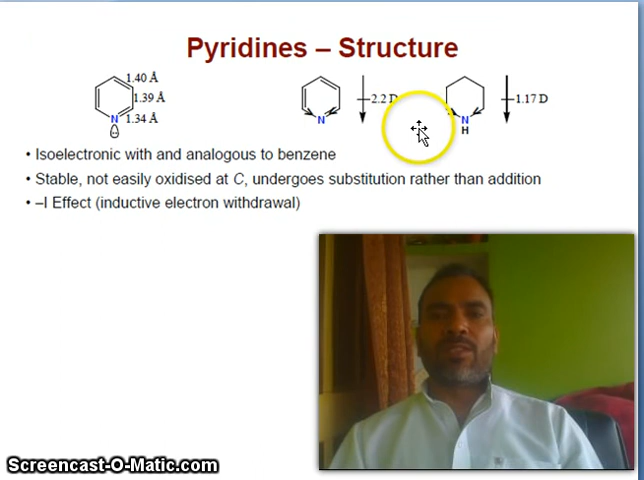 Pyridines – Structure
1.40 Å
1.39 Å
N 1.34 Å
N
2.2 D
N
H
1.17 D
• Isoelectronic with and analogous to benzene
• Stable, not easily oxidised at C, undergoes substitution rather than addition
• –I Effect (inductive electron withdrawal)
Screencast-O-Matic.com